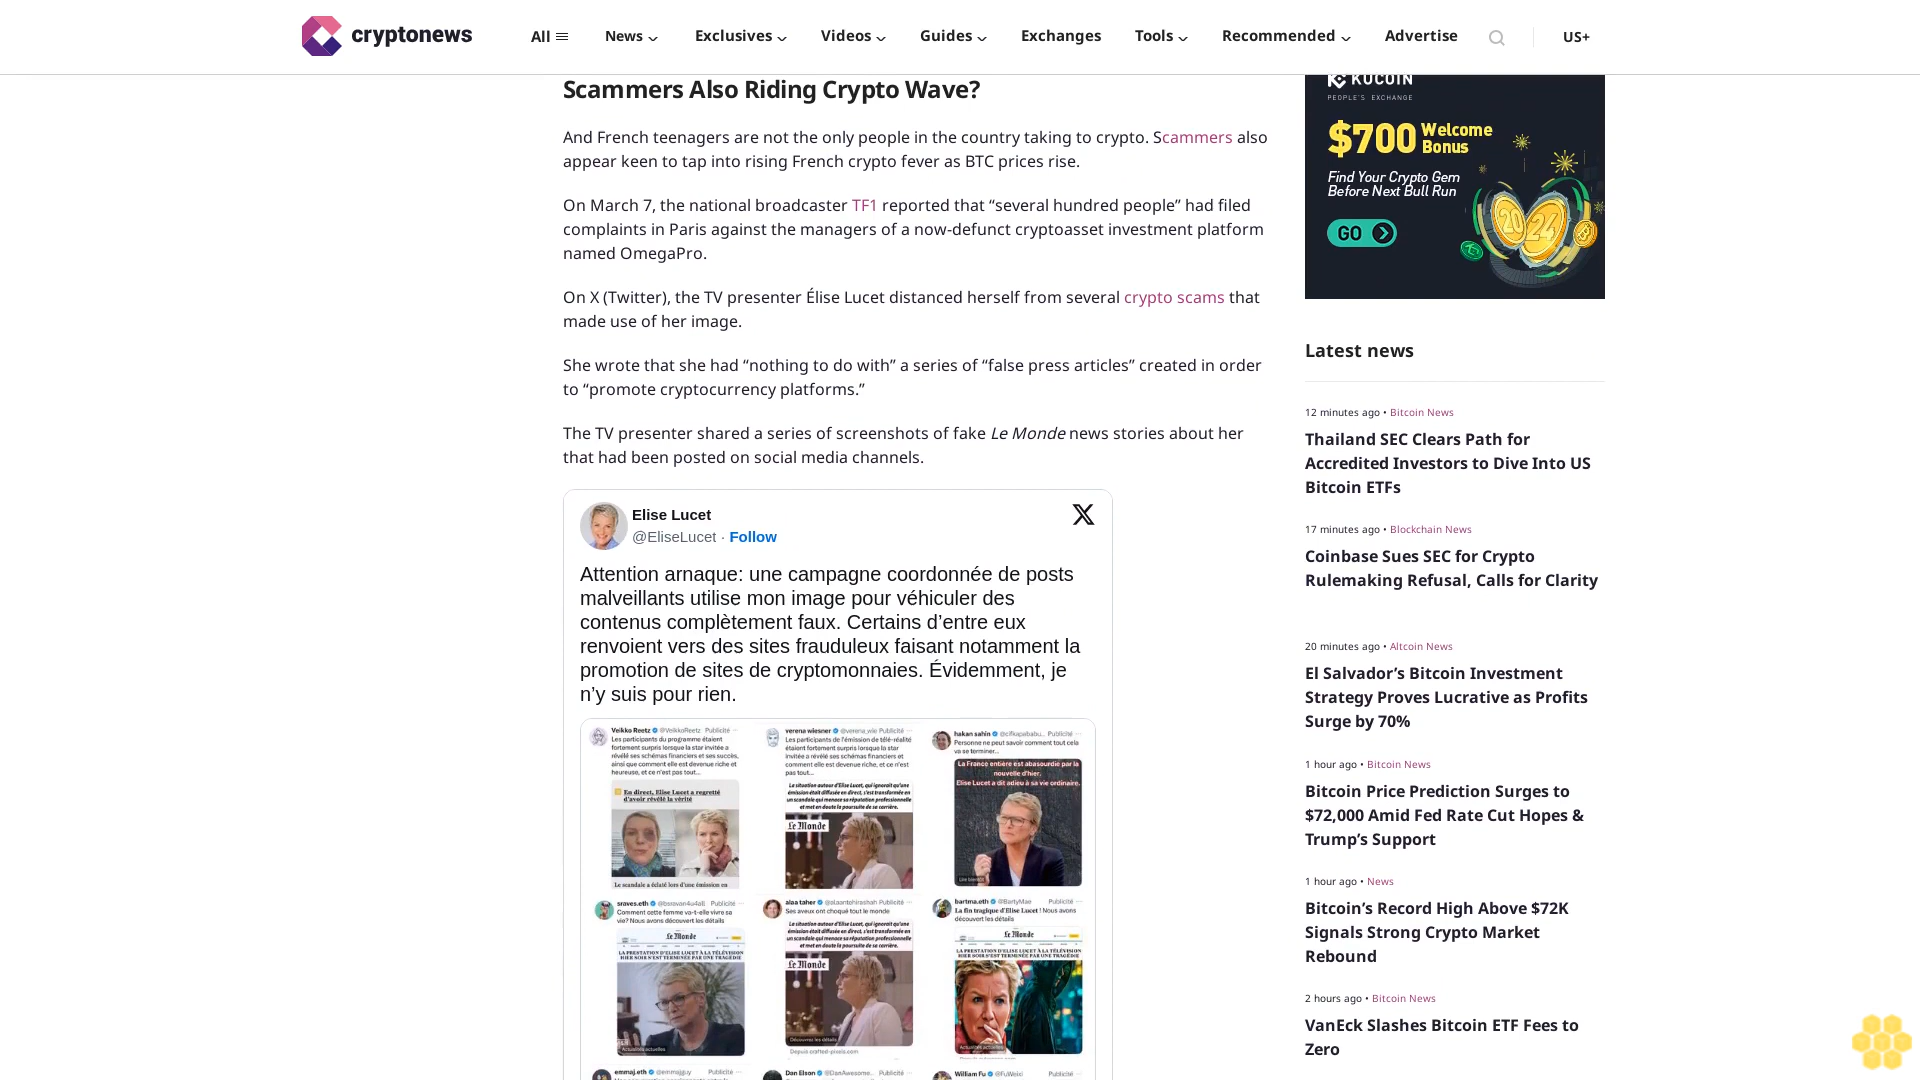 cryptonews
All
News
Exclusives
Videos
Guides
Exchanges
Tools
Recommended
Advertise
US+
Scammers Also Riding Crypto Wave?
And French teenagers are not the only people in the country taking to crypto. Scammers also
appear keen to tap into rising French crypto fever as BTC prices rise.
On March 7, the national broadcaster TF1 reported that “several hundred people” had filed
complaints in Paris against the managers of a now-defunct cryptoasset investment platform
named OmegaPro.
On X (Twitter), the TV presenter Élise Lucet distanced herself from several crypto scams that
made use of her image.
She wrote that she had “nothing to do with” a series of “false press articles” created in order
to “promote cryptocurrency platforms.”
The TV presenter shared a series of screenshots of fake Le Monde news stories about her
that had been posted on social media channels.
Elise Lucet
@EliseLucet · Follow
Attention arnaque: une campagne coordonnée de posts
malveillants utilise mon image pour véhiculer des
contenus complètement faux. Certains d’entre eux
renvoient vers des sites frauduleux faisant notamment la
promotion de sites de cryptomonnaies. Évidemment, je
n’y suis pour rien.
Veikko Reetz @VeikkoReetz Publicité
Les participants du programme étaient
fortement surpris lorsque la star invitée a
révélé ses schémas financiers et ses succès,
ainsi que comment elle est devenue riche et
heureuse, et ce n'est pas tout...
En direct, Elise Lucet a regretté
d'avoir révélé la vérité
Le scandale a éclaté lors d'une émission en
verena wiesner @verena_wie Publicité
Les participants de l'émission de télé-réalité
étaient fortement surpris lorsque la star
invitée a révélé ses schémas financiers et
comment elle est devenue riche, et ce n'est
pas tout...
La situation autour d'Elise Lucet, qui ignorait qu'une
émission était diffusée en direct, s'est transformée en
un scandale qui menace sa réputation professionnelle
et met en doute la poursuite de sa carrière.
Le Monde
hakan sahin @cifkapababu... Publicité
Personne ne peut savoir comment tout cela
va se terminer...
La France entière est abasourdie par la
nouvelle d'hier.
Elise Lucet a dit adieu à sa vie ordinaire.
sraves.eth @bsravan4u4all Publicité
Comment cette femme va-t-elle vivre sa
vie? Nous avons découvert les détails
Le Monde
LA PRESTATION D'ELISE LUCET À LA TÉLÉVISION
HIER SOIR S'EST TERMINÉE PAR UNE TRAGÉDIE
Actualités actuelles
alaa taher @alaantohirashah Publicité
Ses aveux ont choqué tout le monde
La situation autour d'Elise Lucet, qui ignorait qu'une
émission était diffusée en direct, s'est transformée en
un scandale qui menace sa réputation professionnelle
et met en doute la poursuite de sa carrière.
Le Monde
Découvrez les détails
Depuis crafted-pixels.com
bartma.eth @BartyMae Publicité
La fin tragique d'Elise Lucet ! Nous avons
découvert les détails
Le Monde
LA PRESTATION D'ELISE LUCET À LA TÉLÉVISION
HIER SOIR S'EST TERMINÉE PAR UNE TRAGÉDIE
Actualités actuelles
emmaj.eth @emmajguy Publicité
Dan Elson @DanAwesome.. Publicité
William Fu @FuWeixi Publicité
KUCOIN
PEOPLE'S EXCHANGE
$700 Welcome
Bonus
Find Your Crypto Gem
Before Next Bull Run
GO
20 24
Latest news
12 minutes ago • Bitcoin News
Thailand SEC Clears Path for
Accredited Investors to Dive Into US
Bitcoin ETFs
17 minutes ago • Blockchain News
Coinbase Sues SEC for Crypto
Rulemaking Refusal, Calls for Clarity
20 minutes ago • Altcoin News
El Salvador’s Bitcoin Investment
Strategy Proves Lucrative as Profits
Surge by 70%
1 hour ago • Bitcoin News
Bitcoin Price Prediction Surges to
$72,000 Amid Fed Rate Cut Hopes &
Trump’s Support
1 hour ago • News
Bitcoin’s Record High Above $72K
Signals Strong Crypto Market
Rebound
2 hours ago • Bitcoin News
VanEck Slashes Bitcoin ETF Fees to
Zero